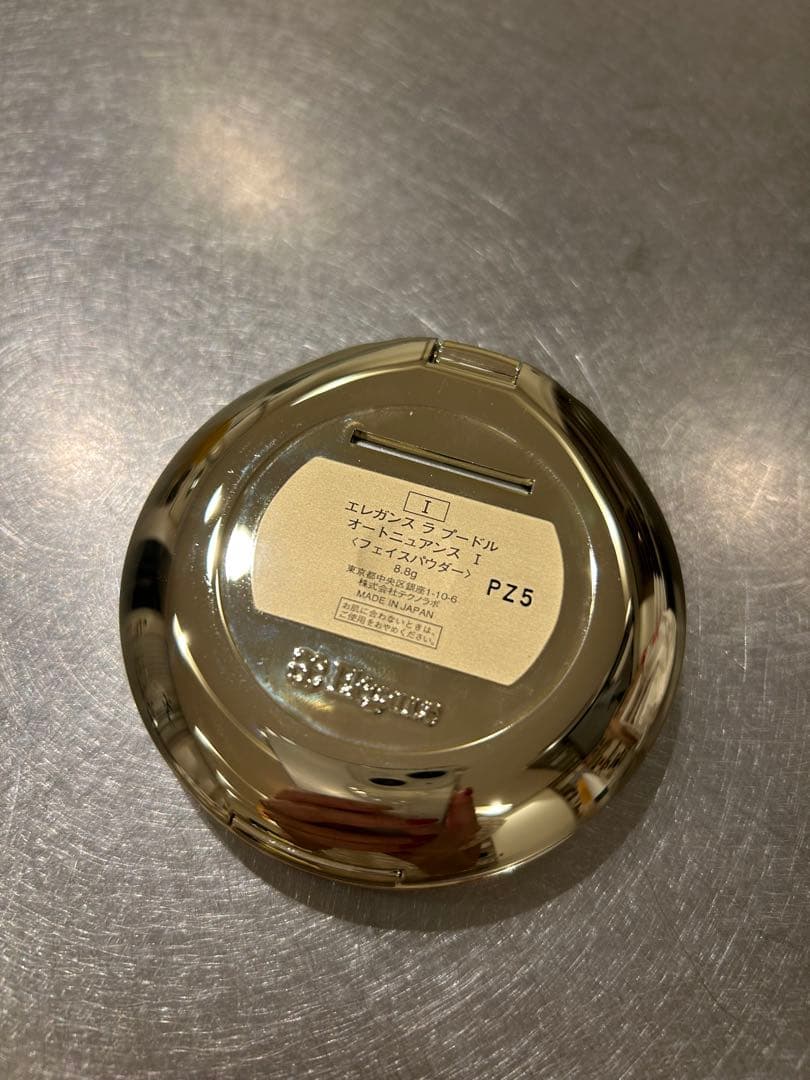 I
エレガンス ラ プードル
オートニュアンス I
〈フェイスパウダー〉
8.8g
東京都中央区銀座1-10-6
株式会社テクノラボ
MADE IN JAPAN
お肌に合わないときは、
ご使用をおやめください。
PZ5